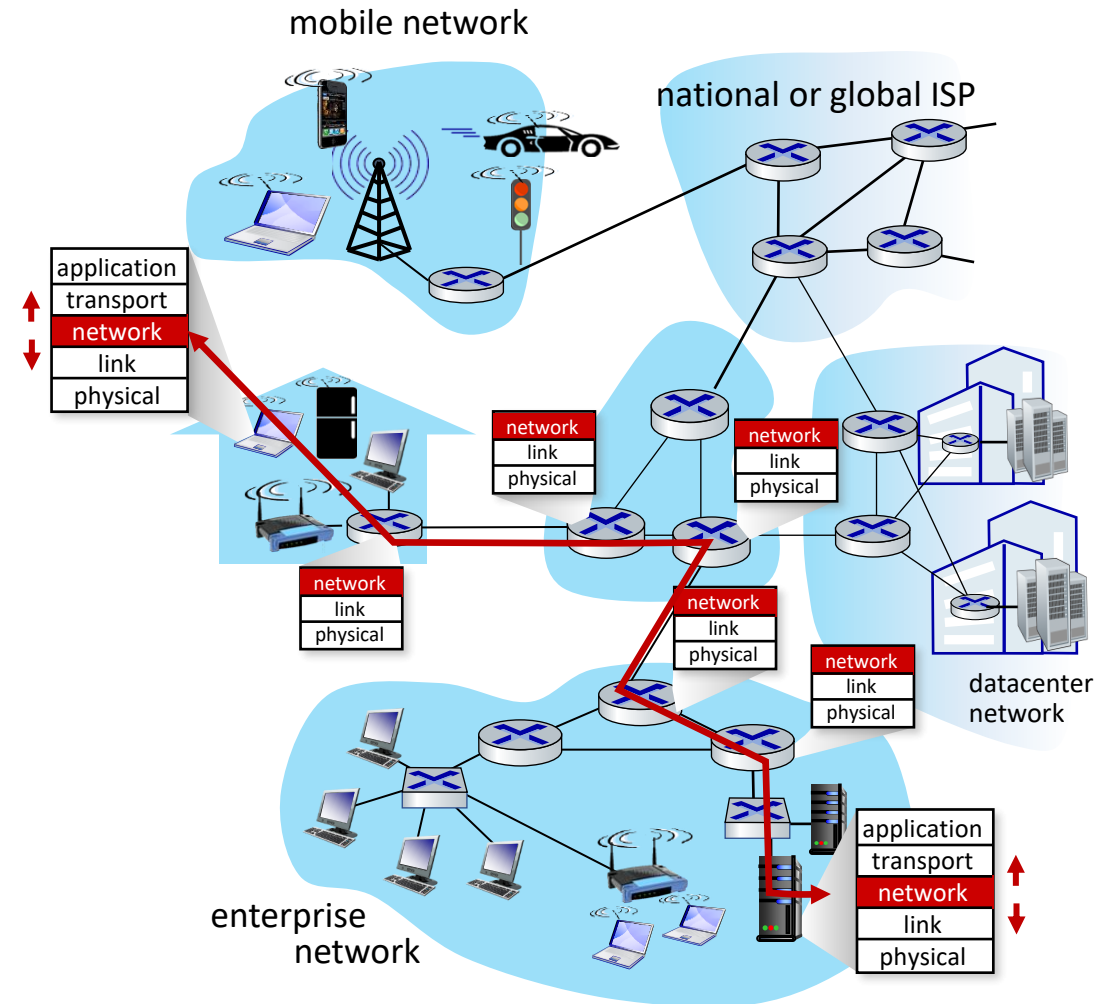 mobile network
national or global ISP
application
transport
network
link
physical
network
link
physical
network
link
physical
network
link
physical
network
link
physical
network
link
physical
datacenter
network
application
transport
network
link
physical
enterprise
network